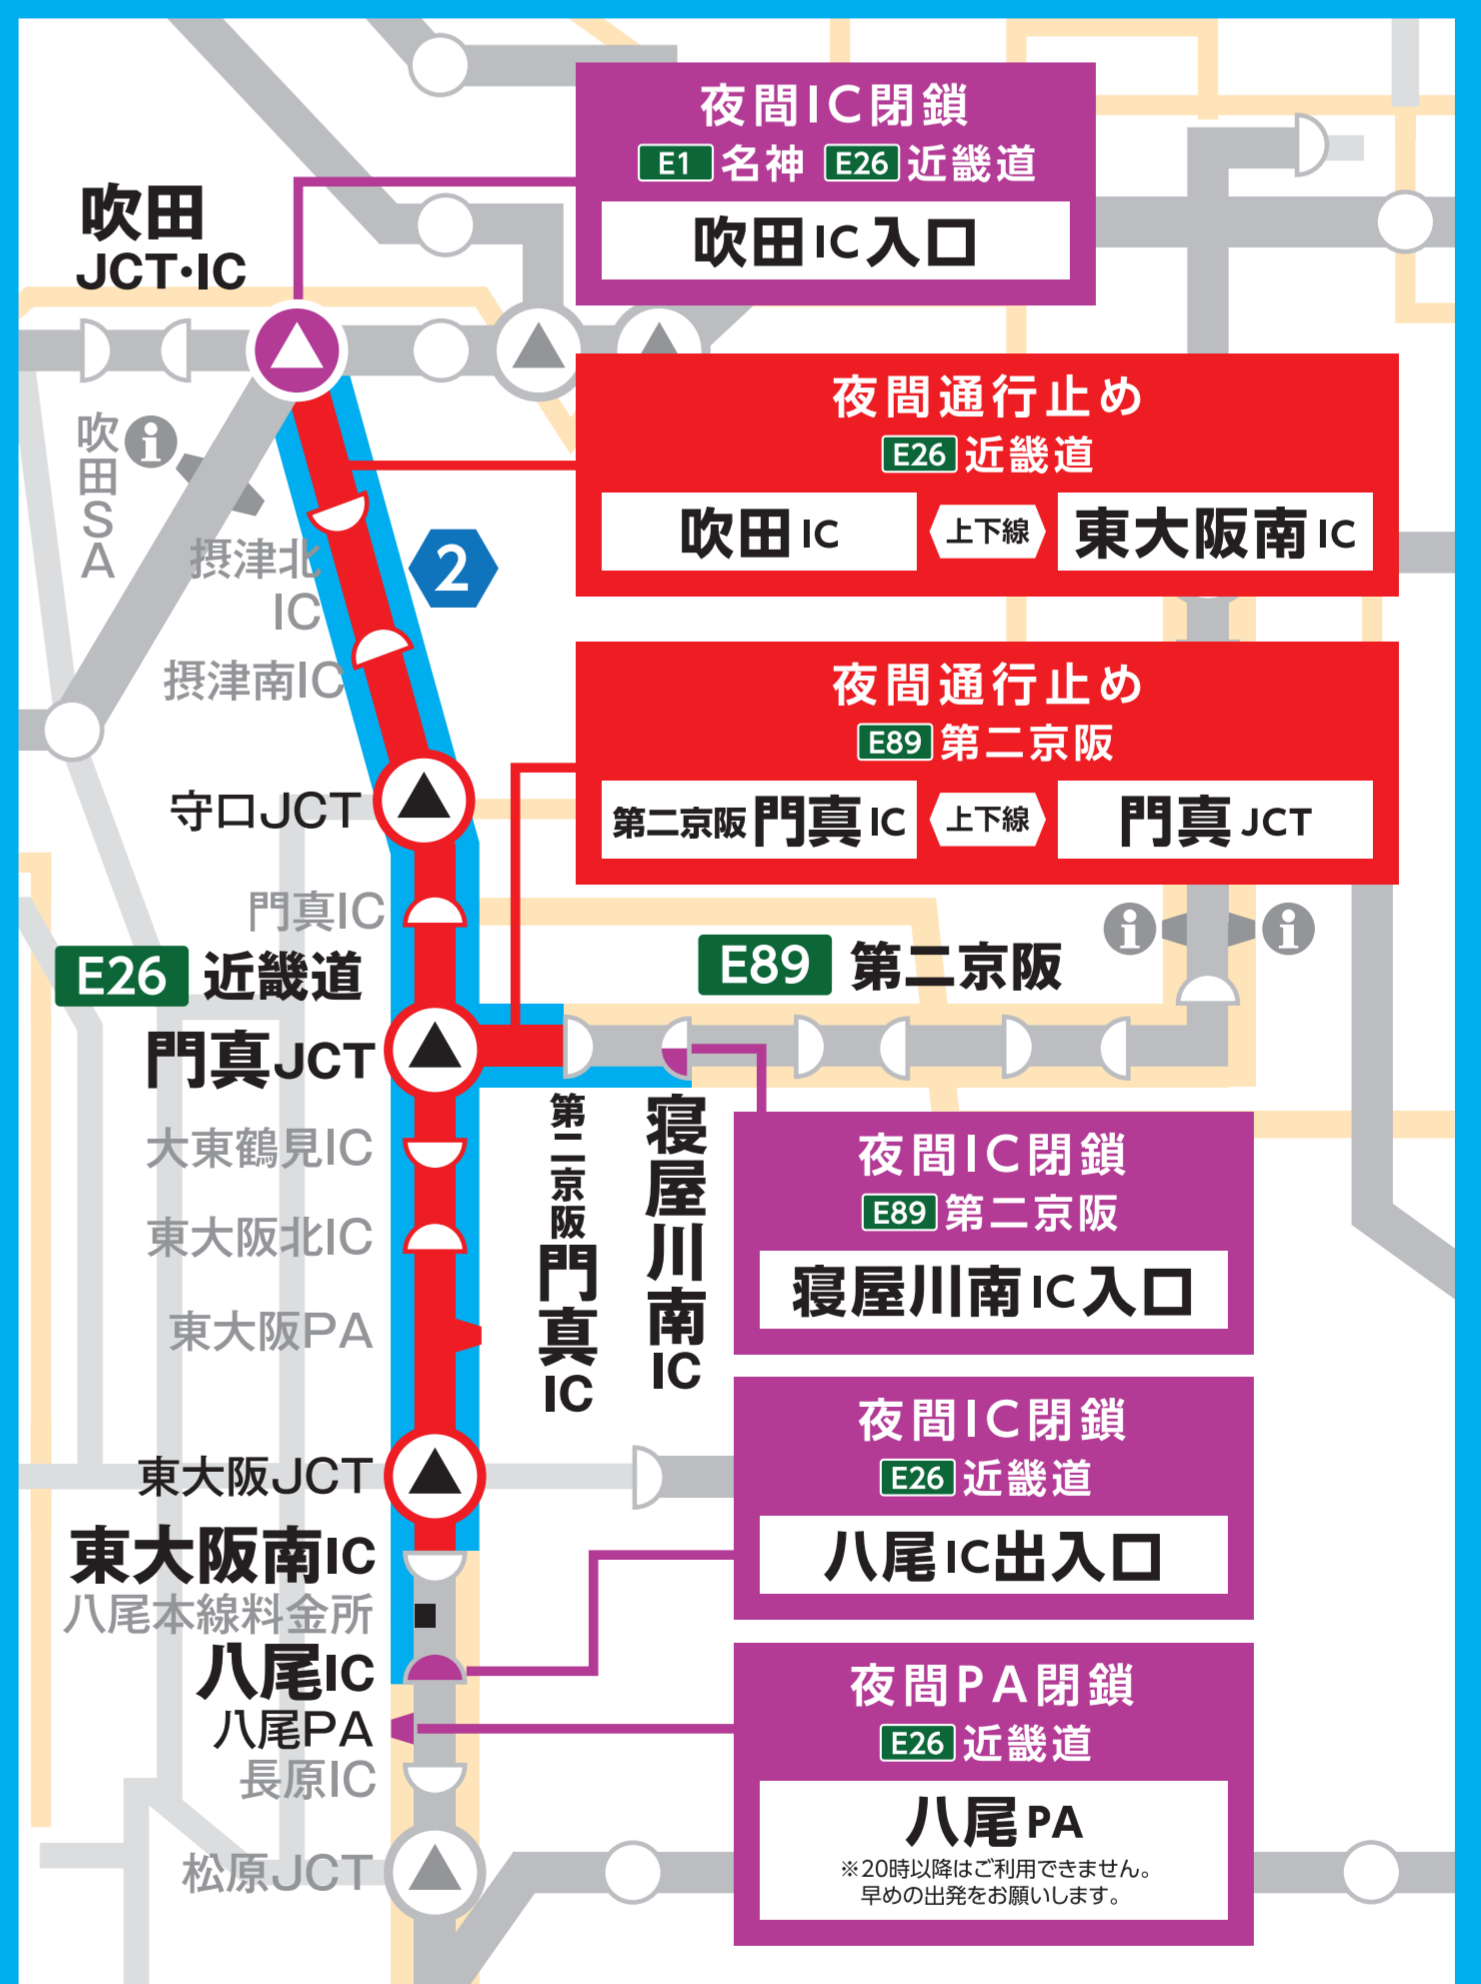 夜間IC閉鎖
E1 名神 E26 近畿道
吹田IC入口
吹田
JCT・IC
夜間通行止め
E26 近畿道
吹田IC 上下線 東大阪南IC
吹田SA
2
摂津北
IC
摂津南IC
夜間通行止め
E89 第二京阪
第二京阪門真IC 上下線 門真JCT
守口JCT
門真IC
E26 近畿道
E89 第二京阪
門真JCT
大東鶴見IC
東大阪北IC
東大阪PA
第二京阪門真IC
寝屋川南IC
夜間IC閉鎖
E89 第二京阪
寝屋川南IC入口
夜間IC閉鎖
E26 近畿道
八尾IC出入口
東大阪JCT
東大阪南IC
八尾本線料金所
八尾IC
八尾PA
長原IC
松原JCT
夜間PA閉鎖
E26 近畿道
八尾PA
※20時以降はご利用できません。
早めの出発をお願いします。